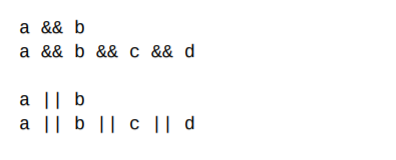 a && b
a && b && c && d
a || b
a || b || c || d